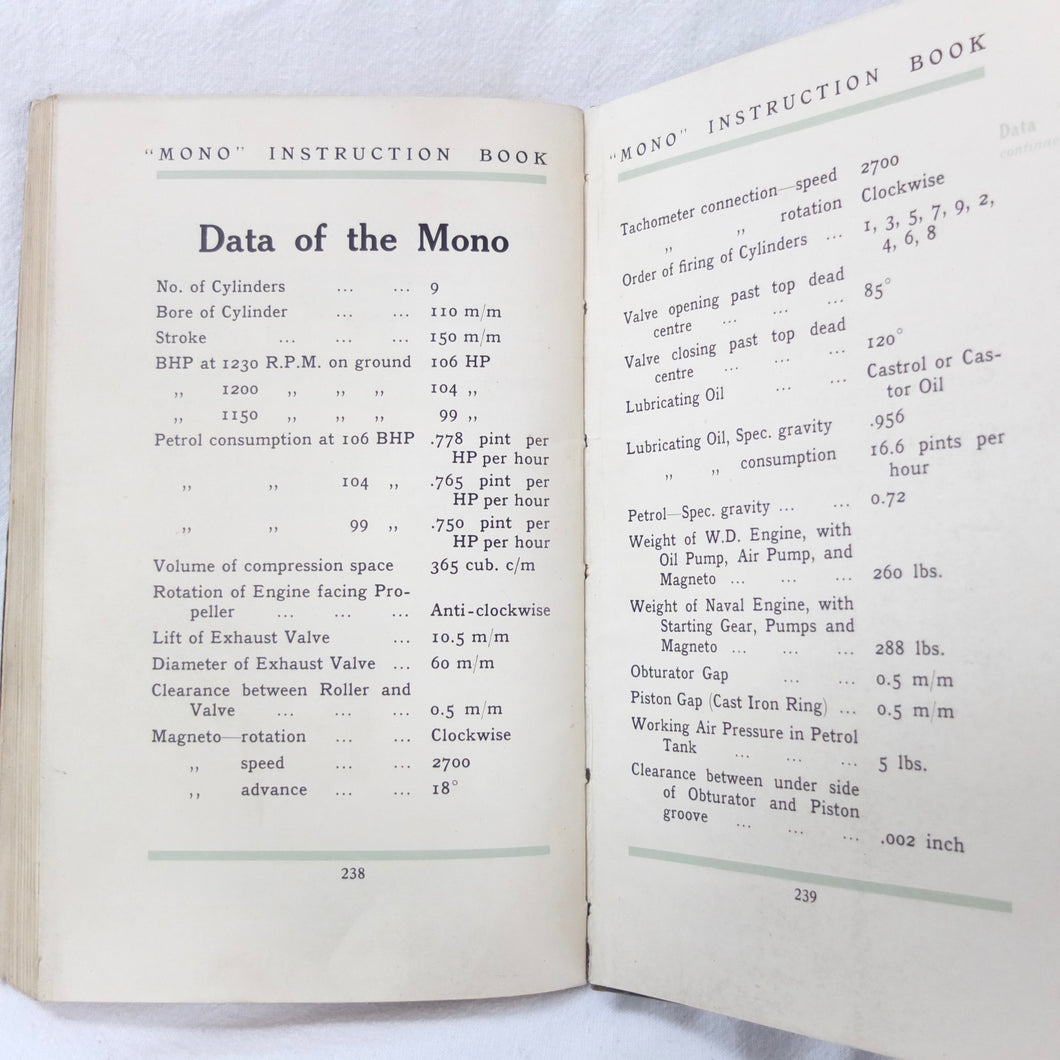 "MONO" INSTRUCTION BOOK
Data of the Mono
No. of Cylinders ... ... 9
Bore of Cylinder ... ... 110 m/m
Stroke ... ... ... 150 m/m
BHP at 1230 R.P.M. on ground 106 HP
,, 1200 ,, ,, ,, 104 ,,
,, 1150 ,, ,, ,, 99 ,,
Petrol consumption at 106 BHP .778 pint per
HP per hour
,, ,, 104 ,, .765 pint per
HP per hour
,, ,, 99 ,, .750 pint per
HP per hour
Volume of compression space 365 cub. c/m
Rotation of Engine facing Pro-
peller ... ... ... Anti-clockwise
Lift of Exhaust Valve ... 10.5 m/m
Diameter of Exhaust Valve ... 60 m/m
Clearance between Roller and
Valve ... ... ... 0.5 m/m
Magneto—rotation ... ... Clockwise
,, speed ... ... 2700
,, advance ... ... 18°
238
"MONO" INSTRUCTION BOOK
Data
Tachometer connection—speed 2700
,, ,, rotation Clockwise
Order of firing of Cylinders ... 1, 3, 5, 7, 9, 2,
4, 6, 8
Valve opening past top dead
centre ... ... ... 85°
Valve closing past top dead
centre ... ... ... 120°
Lubricating Oil ... ... Castrol or Cas-
tor Oil
Lubricating Oil, Spec. gravity .956
,, ,, consumption 16.6 pints per
hour
Petrol—Spec. gravity ... ... 0.72
Weight of W.D. Engine, with
Oil Pump, Air Pump, and
Magneto ... ... ... 260 lbs.
Weight of Naval Engine, with
Starting Gear, Pumps and
Magneto ... ... ... 288 lbs.
Obturator Gap ... ... 0.5 m/m
Piston Gap (Cast Iron Ring) ... 0.5 m/m
Working Air Pressure in Petrol
Tank ... ... ... 5 lbs.
Clearance between under side
of Obturator and Piston
groove ... ... ... .002 inch
239